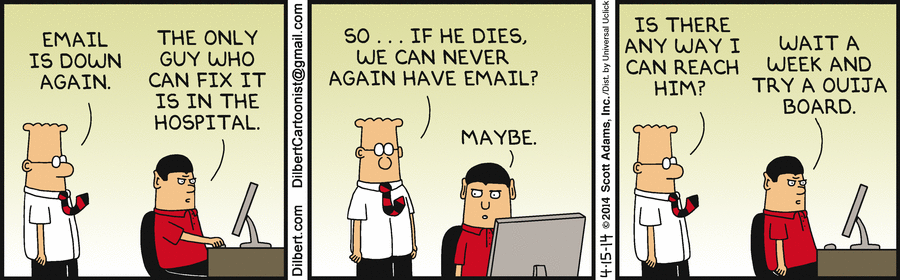 EMAIL
IS DOWN
AGAIN.
THE ONLY
GUY WHO
CAN FIX IT
IS IN THE
HOSPITAL.
Dilbert.com DilbertCartoonist@gmail.com
SO . . . IF HE DIES,
WE CAN NEVER
AGAIN HAVE EMAIL?
MAYBE.
4-15-14 © 2014 Scott Adams, Inc. /Dist. by Universal Uclick
IS THERE
ANY WAY I
CAN REACH
HIM?
WAIT A
WEEK AND
TRY A OUIJA
BOARD.